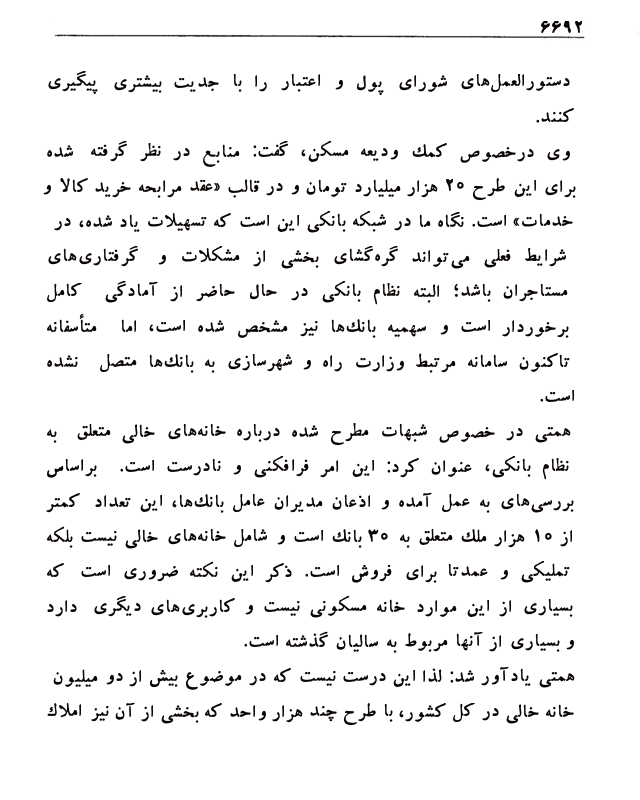 ۶۶۹۲
دستورالعمل‌های شورای پول و اعتبار را با جدیت بیشتری پیگیری
کنند.
وی درخصوص کمك ودیعه مسکن، گفت: منابع در نظر گرفته شده
برای این طرح ۲۰ هزار میلیارد تومان و در قالب «عقد مرابحه خرید کالا و
خدمات» است. نگاه ما در شبکه بانکی این است که تسهیلات یاد شده، در
شرایط فعلی می‌تواند گره‌گشای بخشی از مشکلات و گرفتاری‌های
مستاجران باشد؛ البته نظام بانکی در حال حاضر از آمادگی کامل
برخوردار است و سهمیه بانك‌ها نیز مشخص شده است، اما متأسفانه
تاکنون سامانه مرتبط وزارت راه و شهرسازی به بانك‌ها متصل نشده
است.
همتی در خصوص شبهات مطرح شده درباره خانه‌های خالی متعلق به
نظام بانکی، عنوان کرد: این امر فرافکنی و نادرست است. براساس
بررسی‌های به عمل آمده و اذعان مدیران عامل بانك‌ها، این تعداد کمتر
از ۱۰ هزار ملك متعلق به ۳۰ بانك است و شامل خانه‌های خالی نیست بلکه
تملیکی و عمدتا برای فروش است. ذکر این نکته ضروری است که
بسیاری از این موارد خانه مسکونی نیست و کاربری‌های دیگری دارد
و بسیاری از آنها مربوط به سالیان گذشته است.
همتی یادآور شد: لذا این درست نیست که در موضوع بیش از دو میلیون
خانه خالی در کل کشور، با طرح چند هزار واحد که بخشی از آن نیز املاك